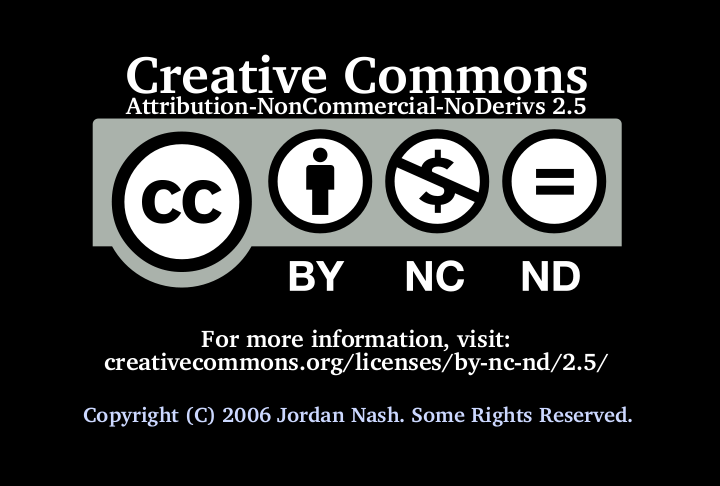 Creative Commons
Attribution-NonCommercial-NoDerivs 2.5
CC
$
=
BY NC ND
For more information, visit:
creativecommons.org/licenses/by-nc-nd/2.5/
Copyright (C) 2006 Jordan Nash. Some Rights Reserved.